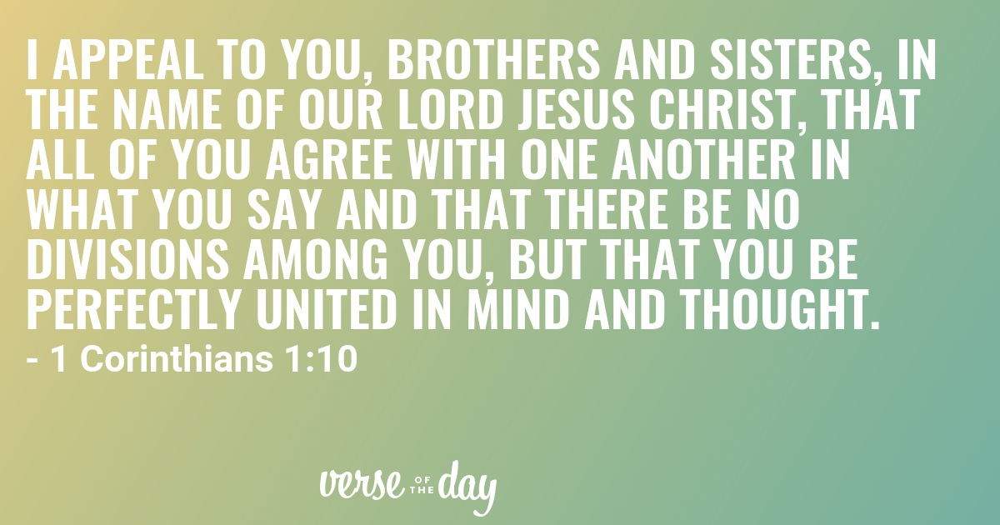 I APPEAL TO YOU, BROTHERS AND SISTERS, IN
THE NAME OF OUR LORD JESUS CHRIST, THAT
ALL OF YOU AGREE WITH ONE ANOTHER IN
WHAT YOU SAY AND THAT THERE BE NO
DIVISIONS AMONG YOU, BUT THAT YOU BE
PERFECTLY UNITED IN MIND AND THOUGHT.
- 1 Corinthians 1:10
verse OF THE day